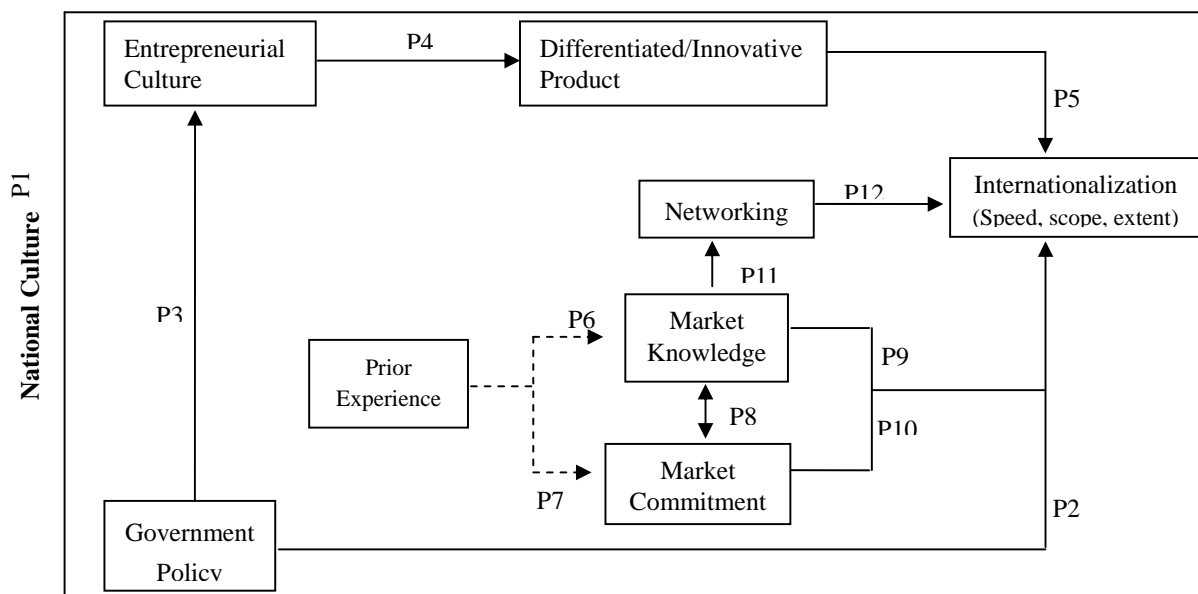 Entrepreneurial
Culture
P4
Differentiated/Innovative
Product
P5
National Culture P1
Networking
P12
Internationalization
(Speed, scope, extent)
P11
P3
P6
Market
Knowledge
P9
Prior
Experience
P8
P10
P7
Market
Commitment
P2
Government
Policy